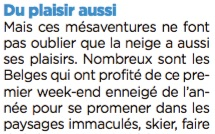 Du plaisir aussi
Mais ces mésaventures ne font
pas oublier que la neige a aussi
ses plaisirs. Nombreux sont les
Belges qui ont profité de ce pre-
mier week-end enneigé de l'an-
née pour se promener dans les
paysages immaculés, skier, faire